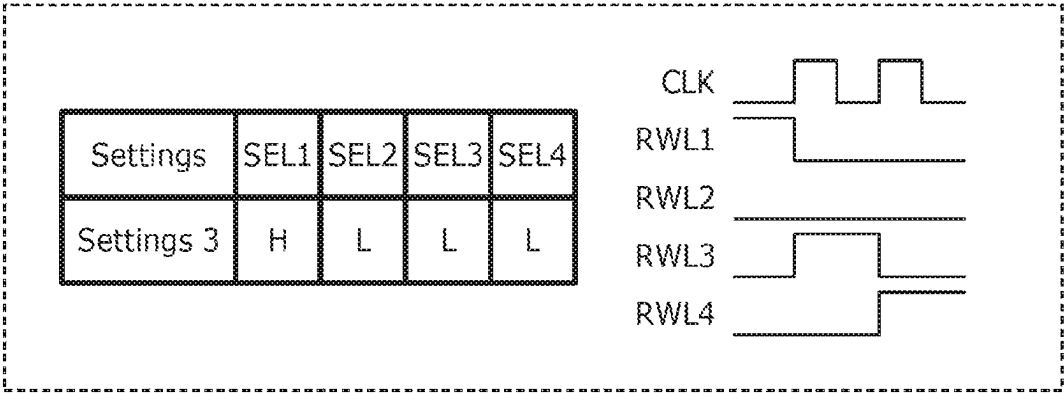 Settings SEL1 SEL2 SEL3 SEL4
Settings 3 H L L L
CLK
RWL1
RWL2
RWL3
RWL4